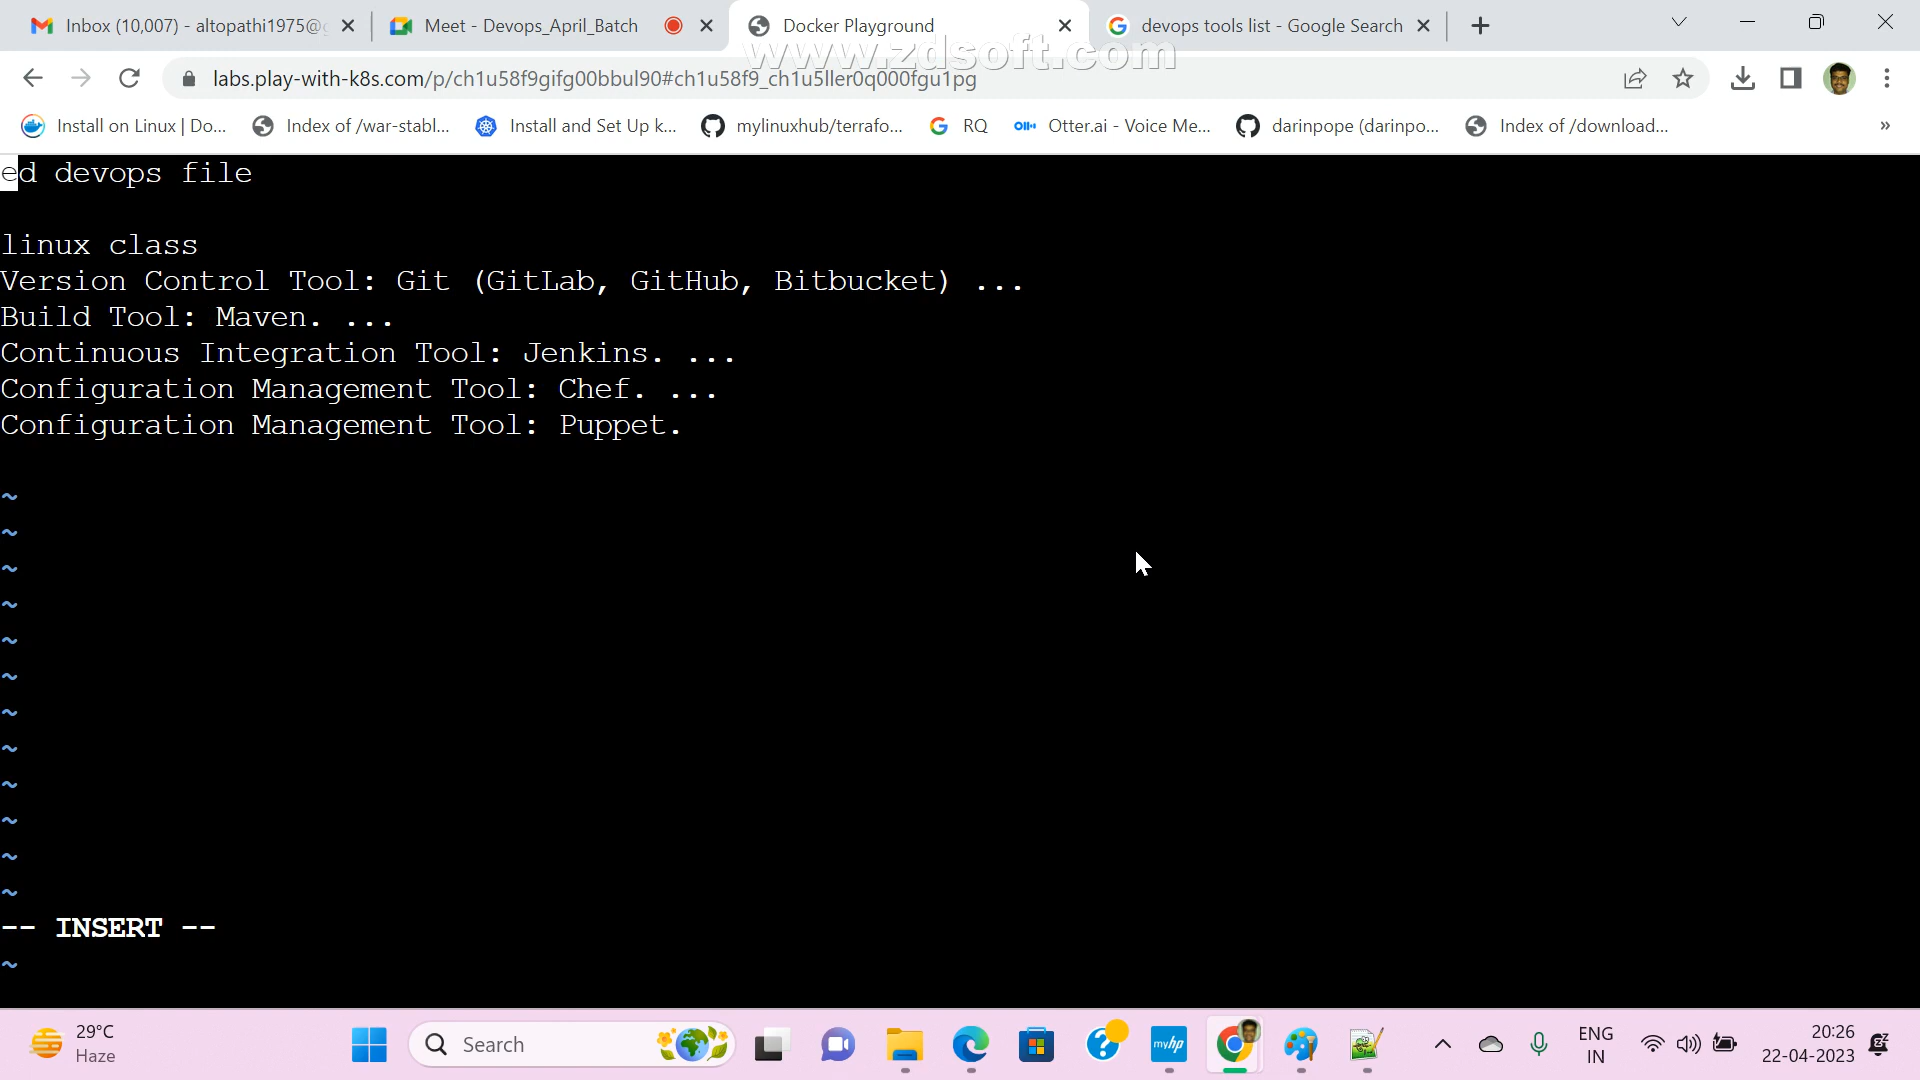 Inbox (10,007) - altopathi1975@g
Meet - Devops_April_Batch
Docker Playground
devops tools list - Google Search
www.zdsoft.com
labs.play-with-k8s.com/p/ch1u58f9gifg00bbul90#ch1u58f9_ch1u5ller0q000fgu1pg
Install on Linux | Do...
Index of /war-stabl...
Install and Set Up k...
mylinuxhub/terrafo...
RQ
Otter.ai - Voice Me...
darinpope (darinpo...
Index of /download...
»
ed devops file
linux class
Version Control Tool: Git (GitLab, GitHub, Bitbucket) ...
Build Tool: Maven. ...
Continuous Integration Tool: Jenkins. ...
Configuration Management Tool: Chef. ...
Configuration Management Tool: Puppet.
~
~
~
~
~
~
~
~
~
~
~
~
-- INSERT --
~
29°C
Haze
Search
myhp
ENG
IN
20:26
22-04-2023